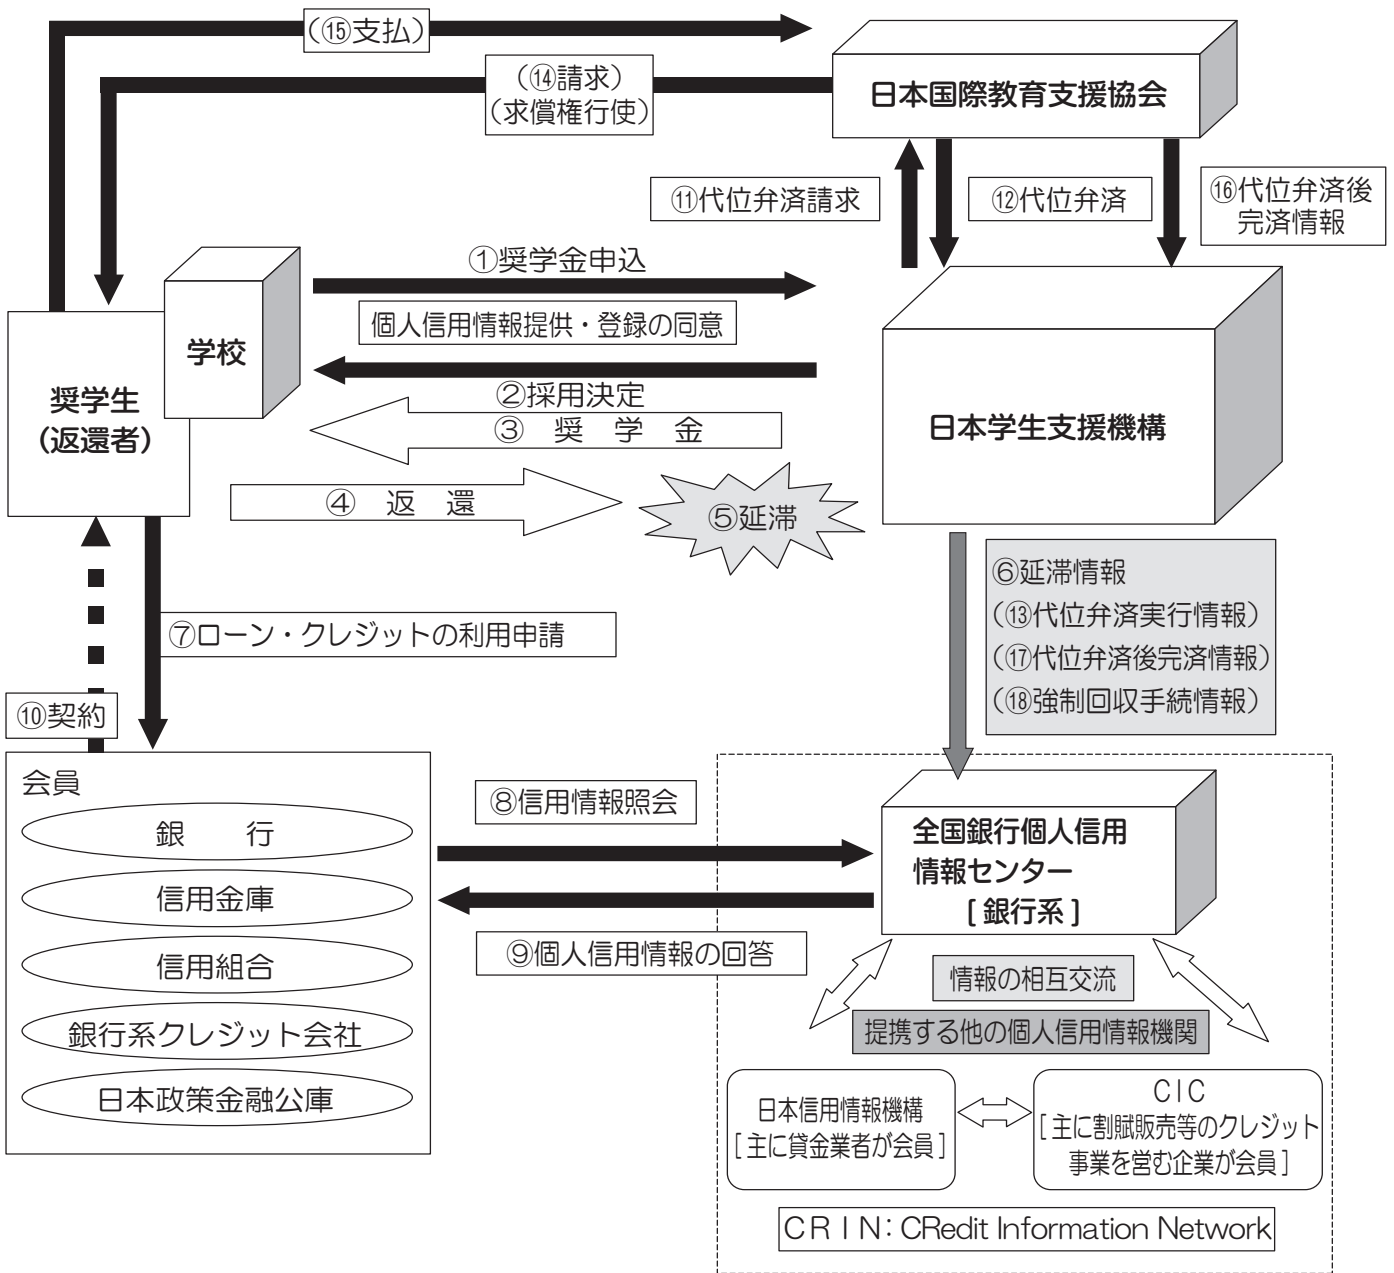 (⑮支払)
(⑭請求)
(求償権行使)
日本国際教育支援協会
⑪代位弁済請求
⑫代位弁済
⑯代位弁済後
完済情報
①奨学金申込
個人信用情報提供・登録の同意
学校
奨学生
(返還者)
②採用決定
③ 奨 学 金
日本学生支援機構
④ 返 還
⑤延滞
⑥延滞情報
(⑬代位弁済実行情報)
(⑰代位弁済後完済情報)
(⑱強制回収手続情報)
⑦ローン・クレジットの利用申請
⑩契約
会員
銀 行
信用金庫
信用組合
銀行系クレジット会社
日本政策金融公庫
⑧信用情報照会
⑨個人信用情報の回答
全国銀行個人信用
情報センター
[銀行系]
情報の相互交流
提携する他の個人信用情報機関
日本信用情報機構
[主に貸金業者が会員]
CIC
[主に割賦販売等のクレジット
事業を営む企業が会員]
CRIN: CRedit Information Network